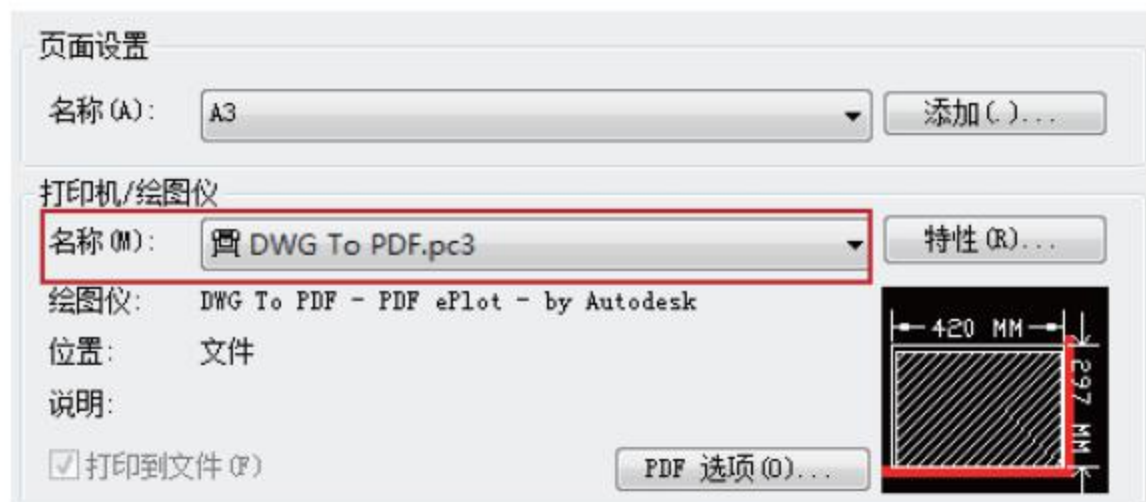 页面设置
名称(A): A3 添加(.)...
打印机/绘图仪
名称(M): DWG To PDF.pc3 特性(R)...
绘图仪: DWG To PDF - PDF ePlot - by Autodesk
420 MM
位置: 文件
297 MM
说明:
打印到文件(F) PDF 选项(O)...